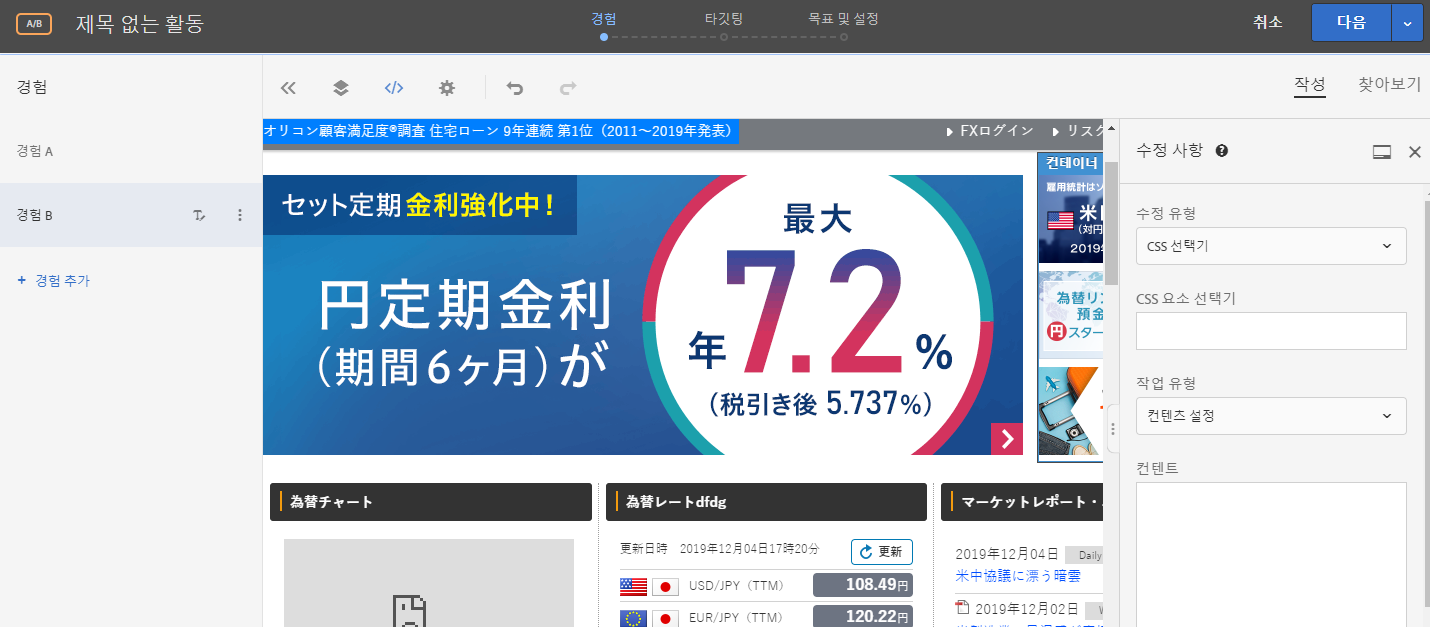 A/B
제목 없는 활동
경험
타깃팅
목표 및 설정
취소
다음
경험
작성
찾아보기
경험 A
경험 B
+ 경험 추가
オリコン顧客満足度®調査 住宅ローン 9年連続 第1位（2011～2019年発表）
FXログイン
リスク
セット定期 金利強化中！
円定期金利
（期間6ヶ月）が
最大
年 7.2 %
（税引き後 5.737%）
컨테이너
雇用統計はソ
米
（対円
2019
為替リ
預金
円 スター
為替チャート
為替レートdfdg
マーケットレポート・
更新日時 2019年12月04日17時20分
更新
USD/JPY（TTM）
108.49円
EUR/JPY（TTM）
120.22円
2019年12月04日 Daily
米中協議に漂う暗雲
2019年12月02日
수정 사항
수정 유형
CSS 선택기
CSS 요소 선택기
작업 유형
컨텐츠 설정
컨텐트